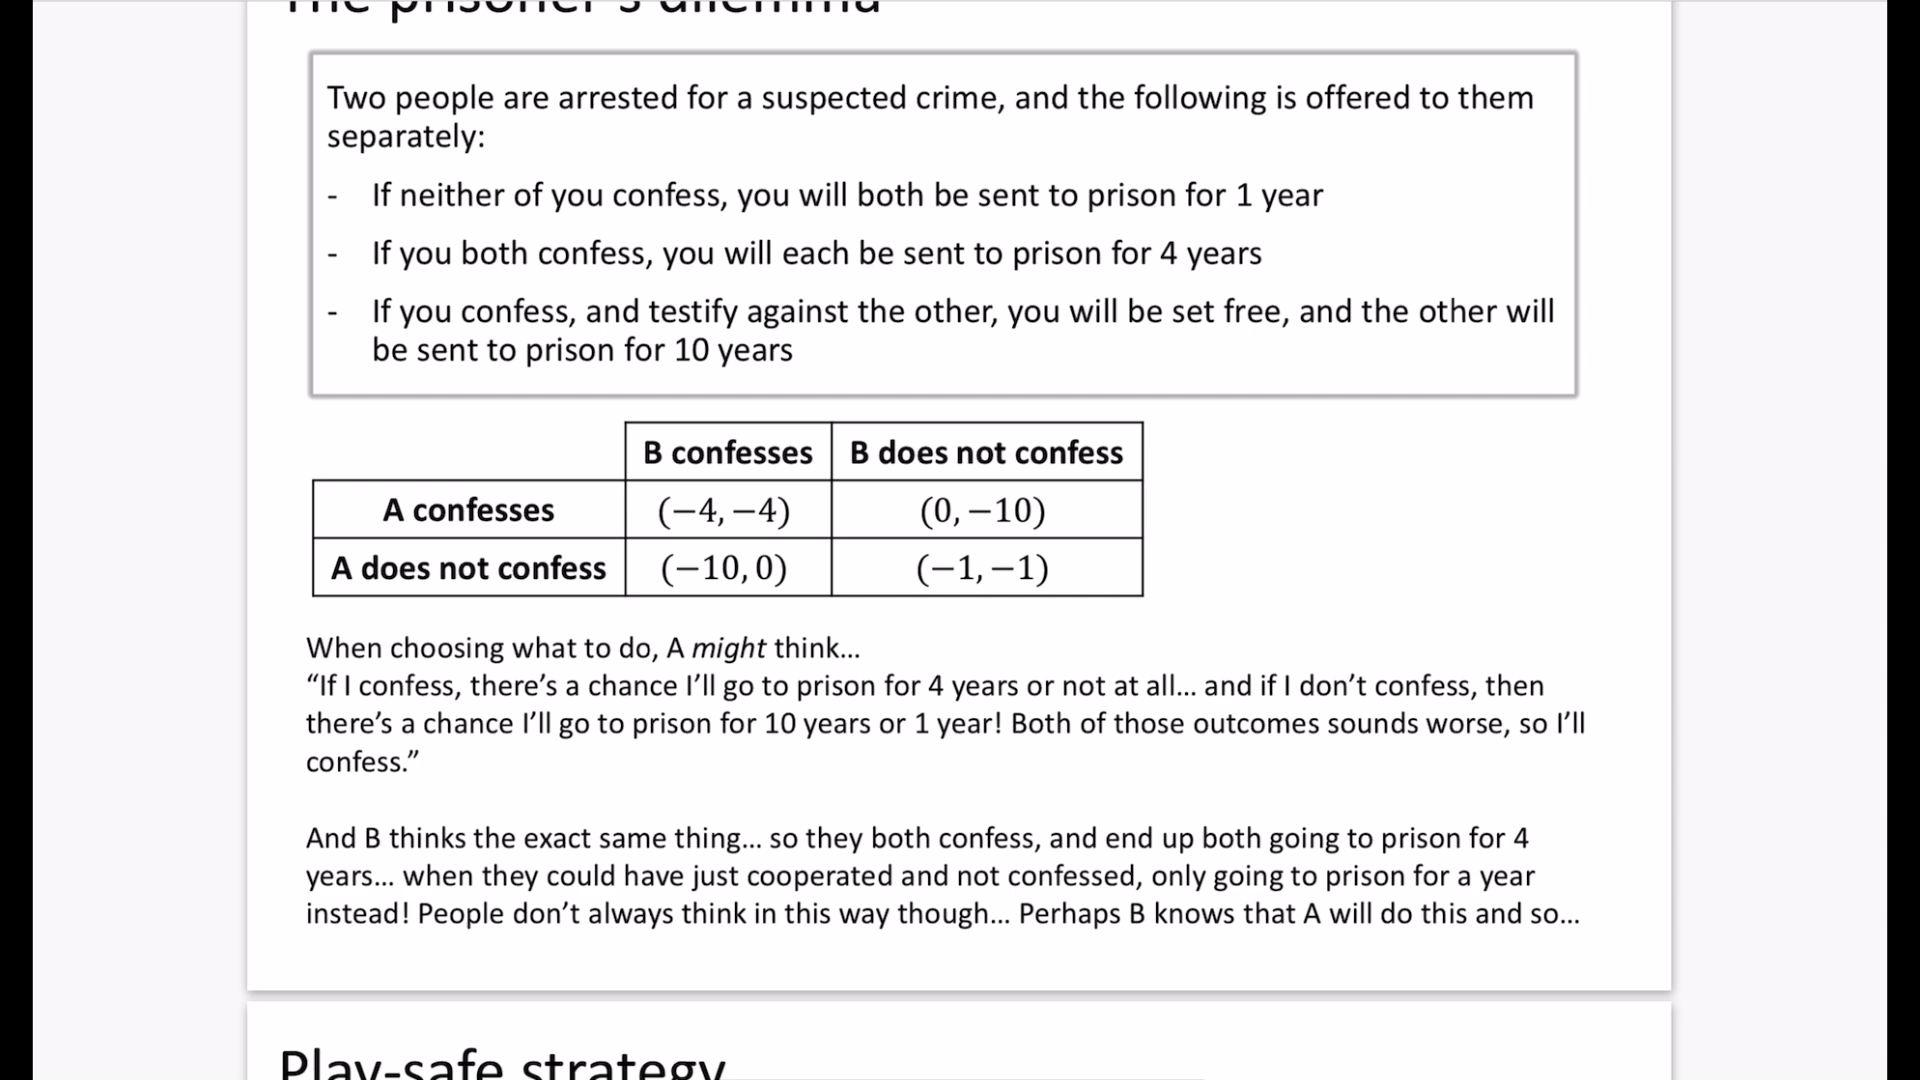 The prisoner's dilemma
Two people are arrested for a suspected crime, and the following is offered to them
separately:
- If neither of you confess, you will both be sent to prison for 1 year
- If you both confess, you will each be sent to prison for 4 years
- If you confess, and testify against the other, you will be set free, and the other will
be sent to prison for 10 years
B confesses B does not confess
A confesses (−4, −4) (0, −10)
A does not confess (−10, 0) (−1, −1)
When choosing what to do, A might think…
“If I confess, there’s a chance I’ll go to prison for 4 years or not at all… and if I don’t confess, then
there’s a chance I’ll go to prison for 10 years or 1 year! Both of those outcomes sounds worse, so I’ll
confess.”
And B thinks the exact same thing… so they both confess, and end up both going to prison for 4
years… when they could have just cooperated and not confessed, only going to prison for a year
instead! People don’t always think in this way though… Perhaps B knows that A will do this and so…
Play-safe strategy